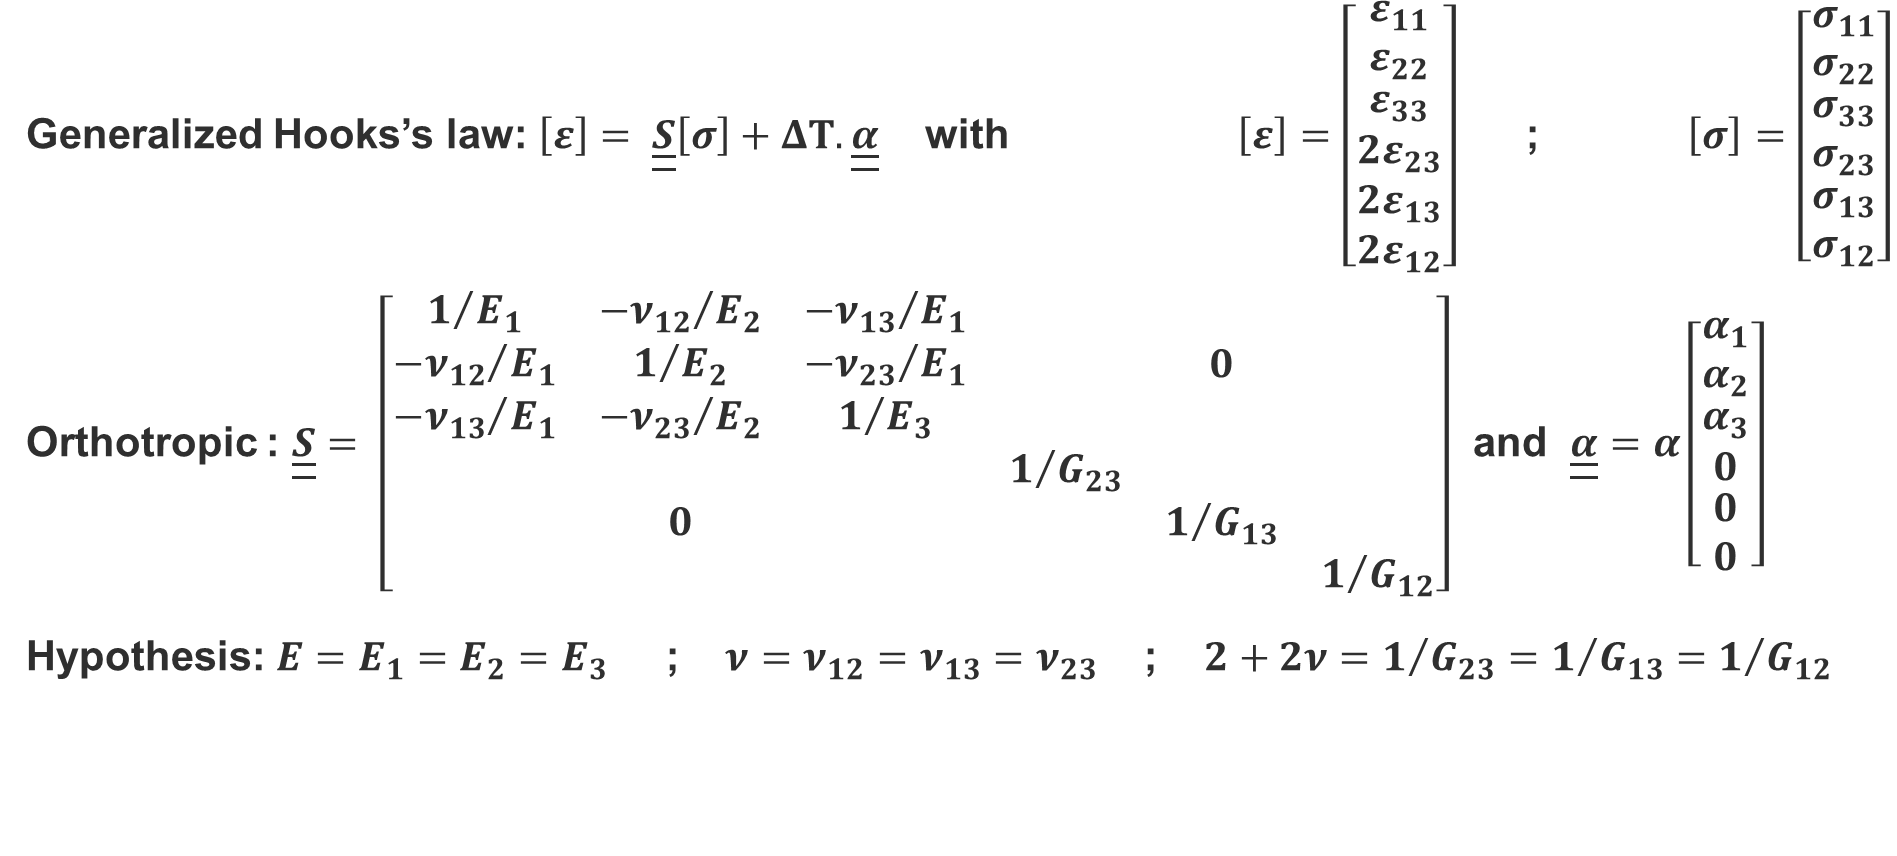 Generalized Hooks's law: [ε] = S[σ] + ΔT. α with [ε] = [ε11 ε22 ε33 2ε23 2ε13 2ε12] ; [σ] = [σ11 σ22 σ33 σ23 σ13 σ12]
Orthotropic : S = [1/E1 −ν12/E2 −ν13/E1
−ν12/E1 1/E2 −ν23/E1 0
−ν13/E1 −ν23/E2 1/E3
1/G23
0 1/G13
1/G12] and α = α [α1 α2 α3 0 0 0]
Hypothesis: E = E1 = E2 = E3 ; ν = ν12 = ν13 = ν23 ; 2 + 2ν = 1/G23 = 1/G13 = 1/G12